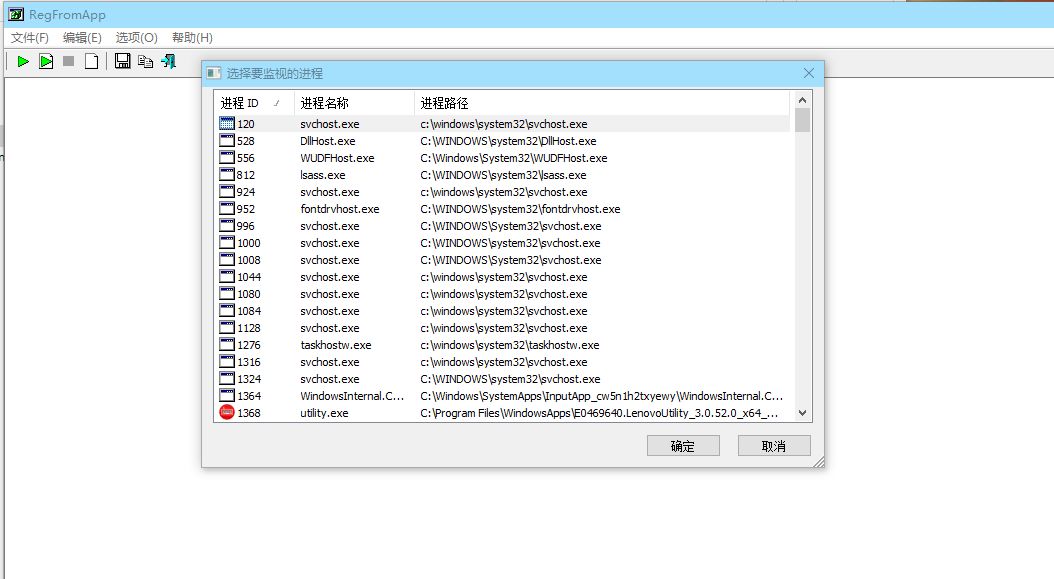 RegFromApp
文件(F) 编辑(E) 选项(O) 帮助(H)
选择要监视的进程
进程 ID 进程名称 进程路径
120 svchost.exe c:\windows\system32\svchost.exe
528 DllHost.exe C:\WINDOWS\system32\DllHost.exe
556 WUDFHost.exe C:\Windows\System32\WUDFHost.exe
812 lsass.exe C:\WINDOWS\system32\lsass.exe
924 svchost.exe c:\windows\system32\svchost.exe
952 fontdrvhost.exe C:\WINDOWS\system32\fontdrvhost.exe
996 svchost.exe C:\WINDOWS\System32\svchost.exe
1000 svchost.exe C:\WINDOWS\system32\svchost.exe
1008 svchost.exe C:\WINDOWS\System32\svchost.exe
1044 svchost.exe c:\windows\system32\svchost.exe
1080 svchost.exe c:\windows\system32\svchost.exe
1084 svchost.exe c:\windows\system32\svchost.exe
1128 svchost.exe c:\windows\system32\svchost.exe
1276 taskhostw.exe c:\windows\system32\taskhostw.exe
1316 svchost.exe c:\windows\system32\svchost.exe
1324 svchost.exe C:\WINDOWS\system32\svchost.exe
1364 WindowsInternal.C... C:\Windows\SystemApps\InputApp_cw5n1h2txyewy\WindowsInternal.C...
1368 utility.exe C:\Program Files\WindowsApps\E0469640.LenovoUtility_3.0.52.0_x64_...
确定 取消